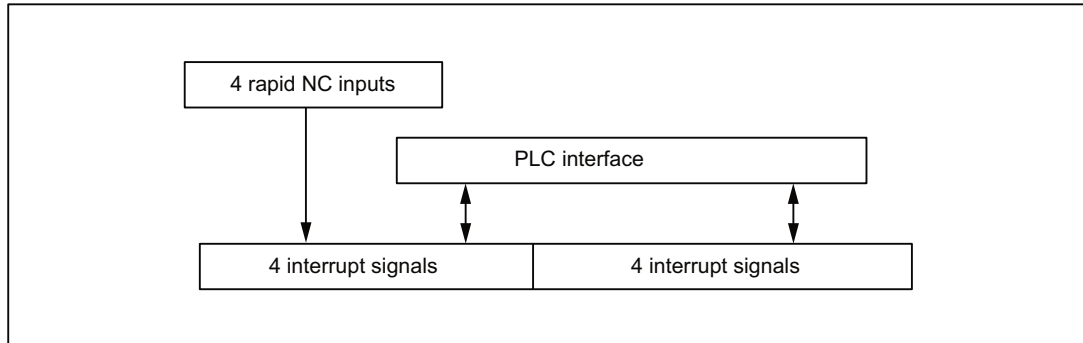 4 rapid NC inputs
PLC interface
4 interrupt signals
4 interrupt signals